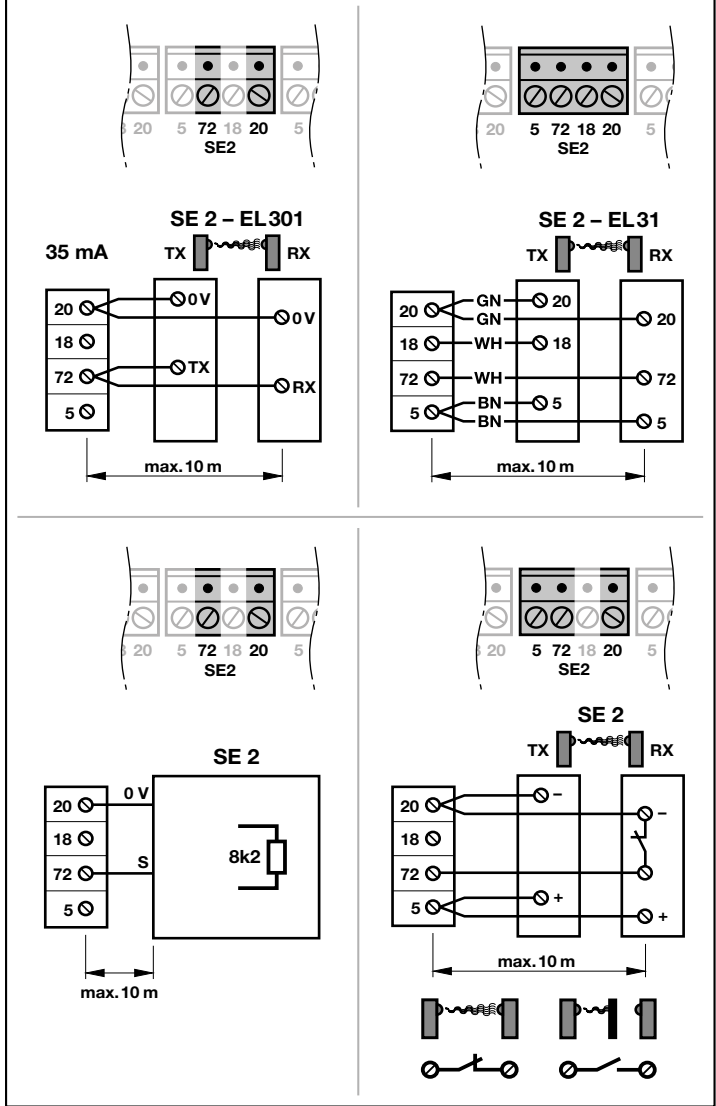 20 5 72 18 20 5
SE2
SE 2 – EL301
35 mA
TX RX
20
18
72
5
0V
TX
0V
RX
max. 10 m
20 5 72 18 20 5
SE2
SE 2 – EL31
TX RX
20
18
72
5
GN
GN
WH
WH
BN
BN
20
18
5
20
72
5
max. 10 m
20 5 72 18 20 5
SE2
SE 2
20
18
72
5
0 V
S
8k2
max. 10 m
20 5 72 18 20 5
SE2
SE 2
TX RX
20
18
72
5
–
+
–
+
max. 10 m